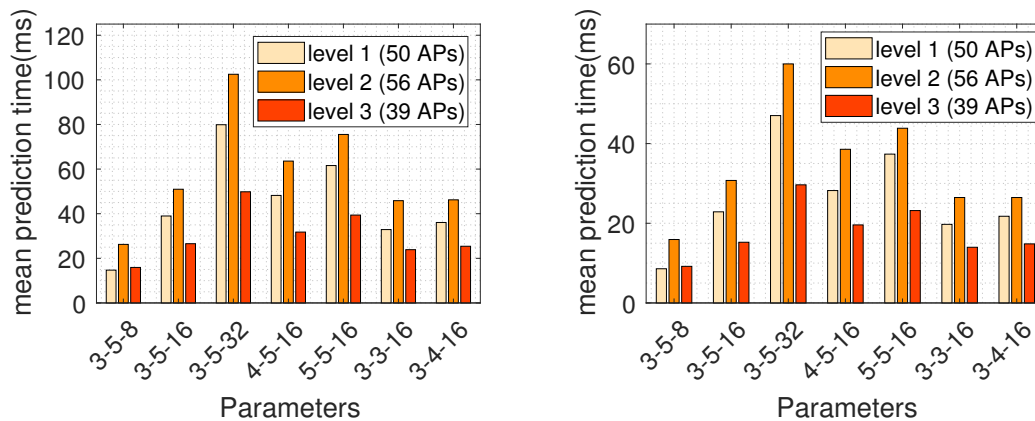 mean prediction time(ms)
120
100
80
60
40
20
0
level 1 (50 APs)
level 2 (56 APs)
level 3 (39 APs)
3-5-8
3-5-16
3-5-32
4-5-16
5-5-16
3-3-16
3-4-16
Parameters
mean prediction time(ms)
60
40
20
0
level 1 (50 APs)
level 2 (56 APs)
level 3 (39 APs)
3-5-8
3-5-16
3-5-32
4-5-16
5-5-16
3-3-16
3-4-16
Parameters